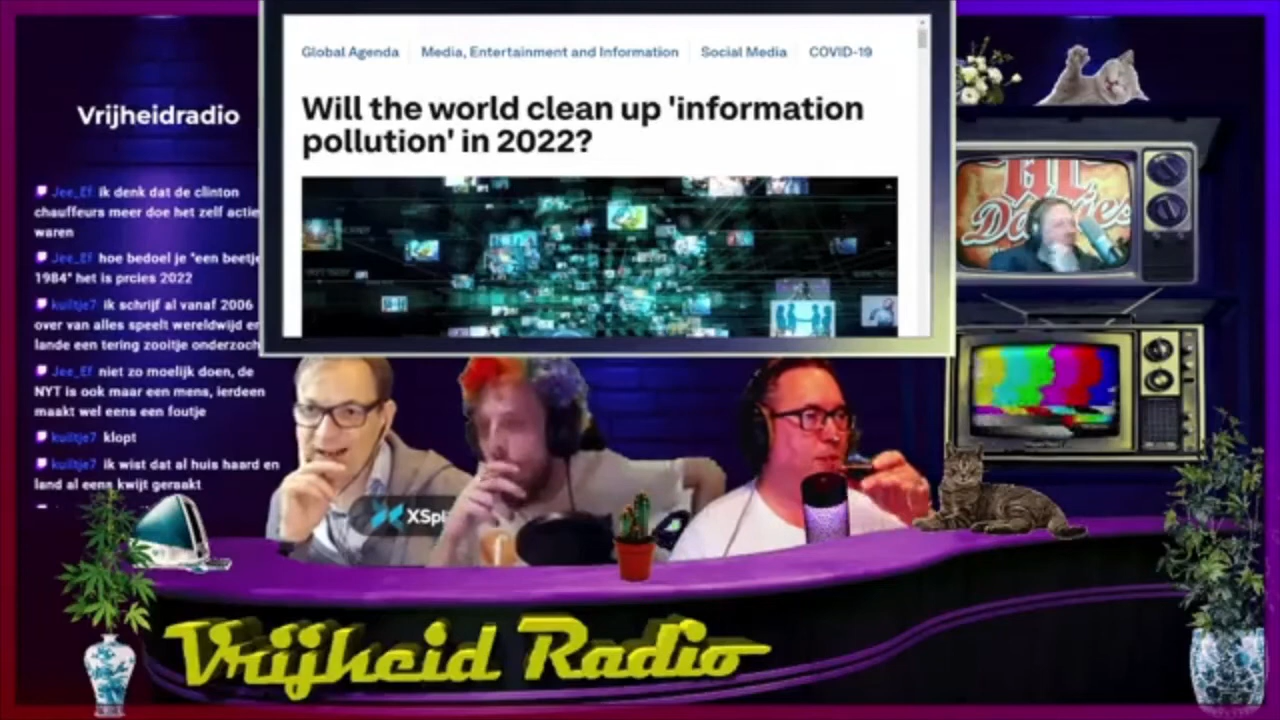 Global Agenda
Media, Entertainment and Information
Social Media
COVID-19
Will the world clean up 'information
pollution' in 2022?
Vrijheidradio
Jee_Ef ik denk dat de clinton
chauffeurs meer doe het zelf actie
waren
Jee_Ef hoe bedoel je "een beetje
1984" het is prcies 2022
kuiltje7 ik schrijf al vanaf 2006
over van alles speelt wereldwijd en
lande een tering zooitje onderzoch
Jee_Ef niet zo moelijk doen, de
NYT is ook maar een mens, ierdeen
maakt wel eens een foutje
kuiltje7 klopt
kuiltje7 ik wist dat al huis haard en
land al eens kwijt geraakt
XSpl
Vrijheid Radio